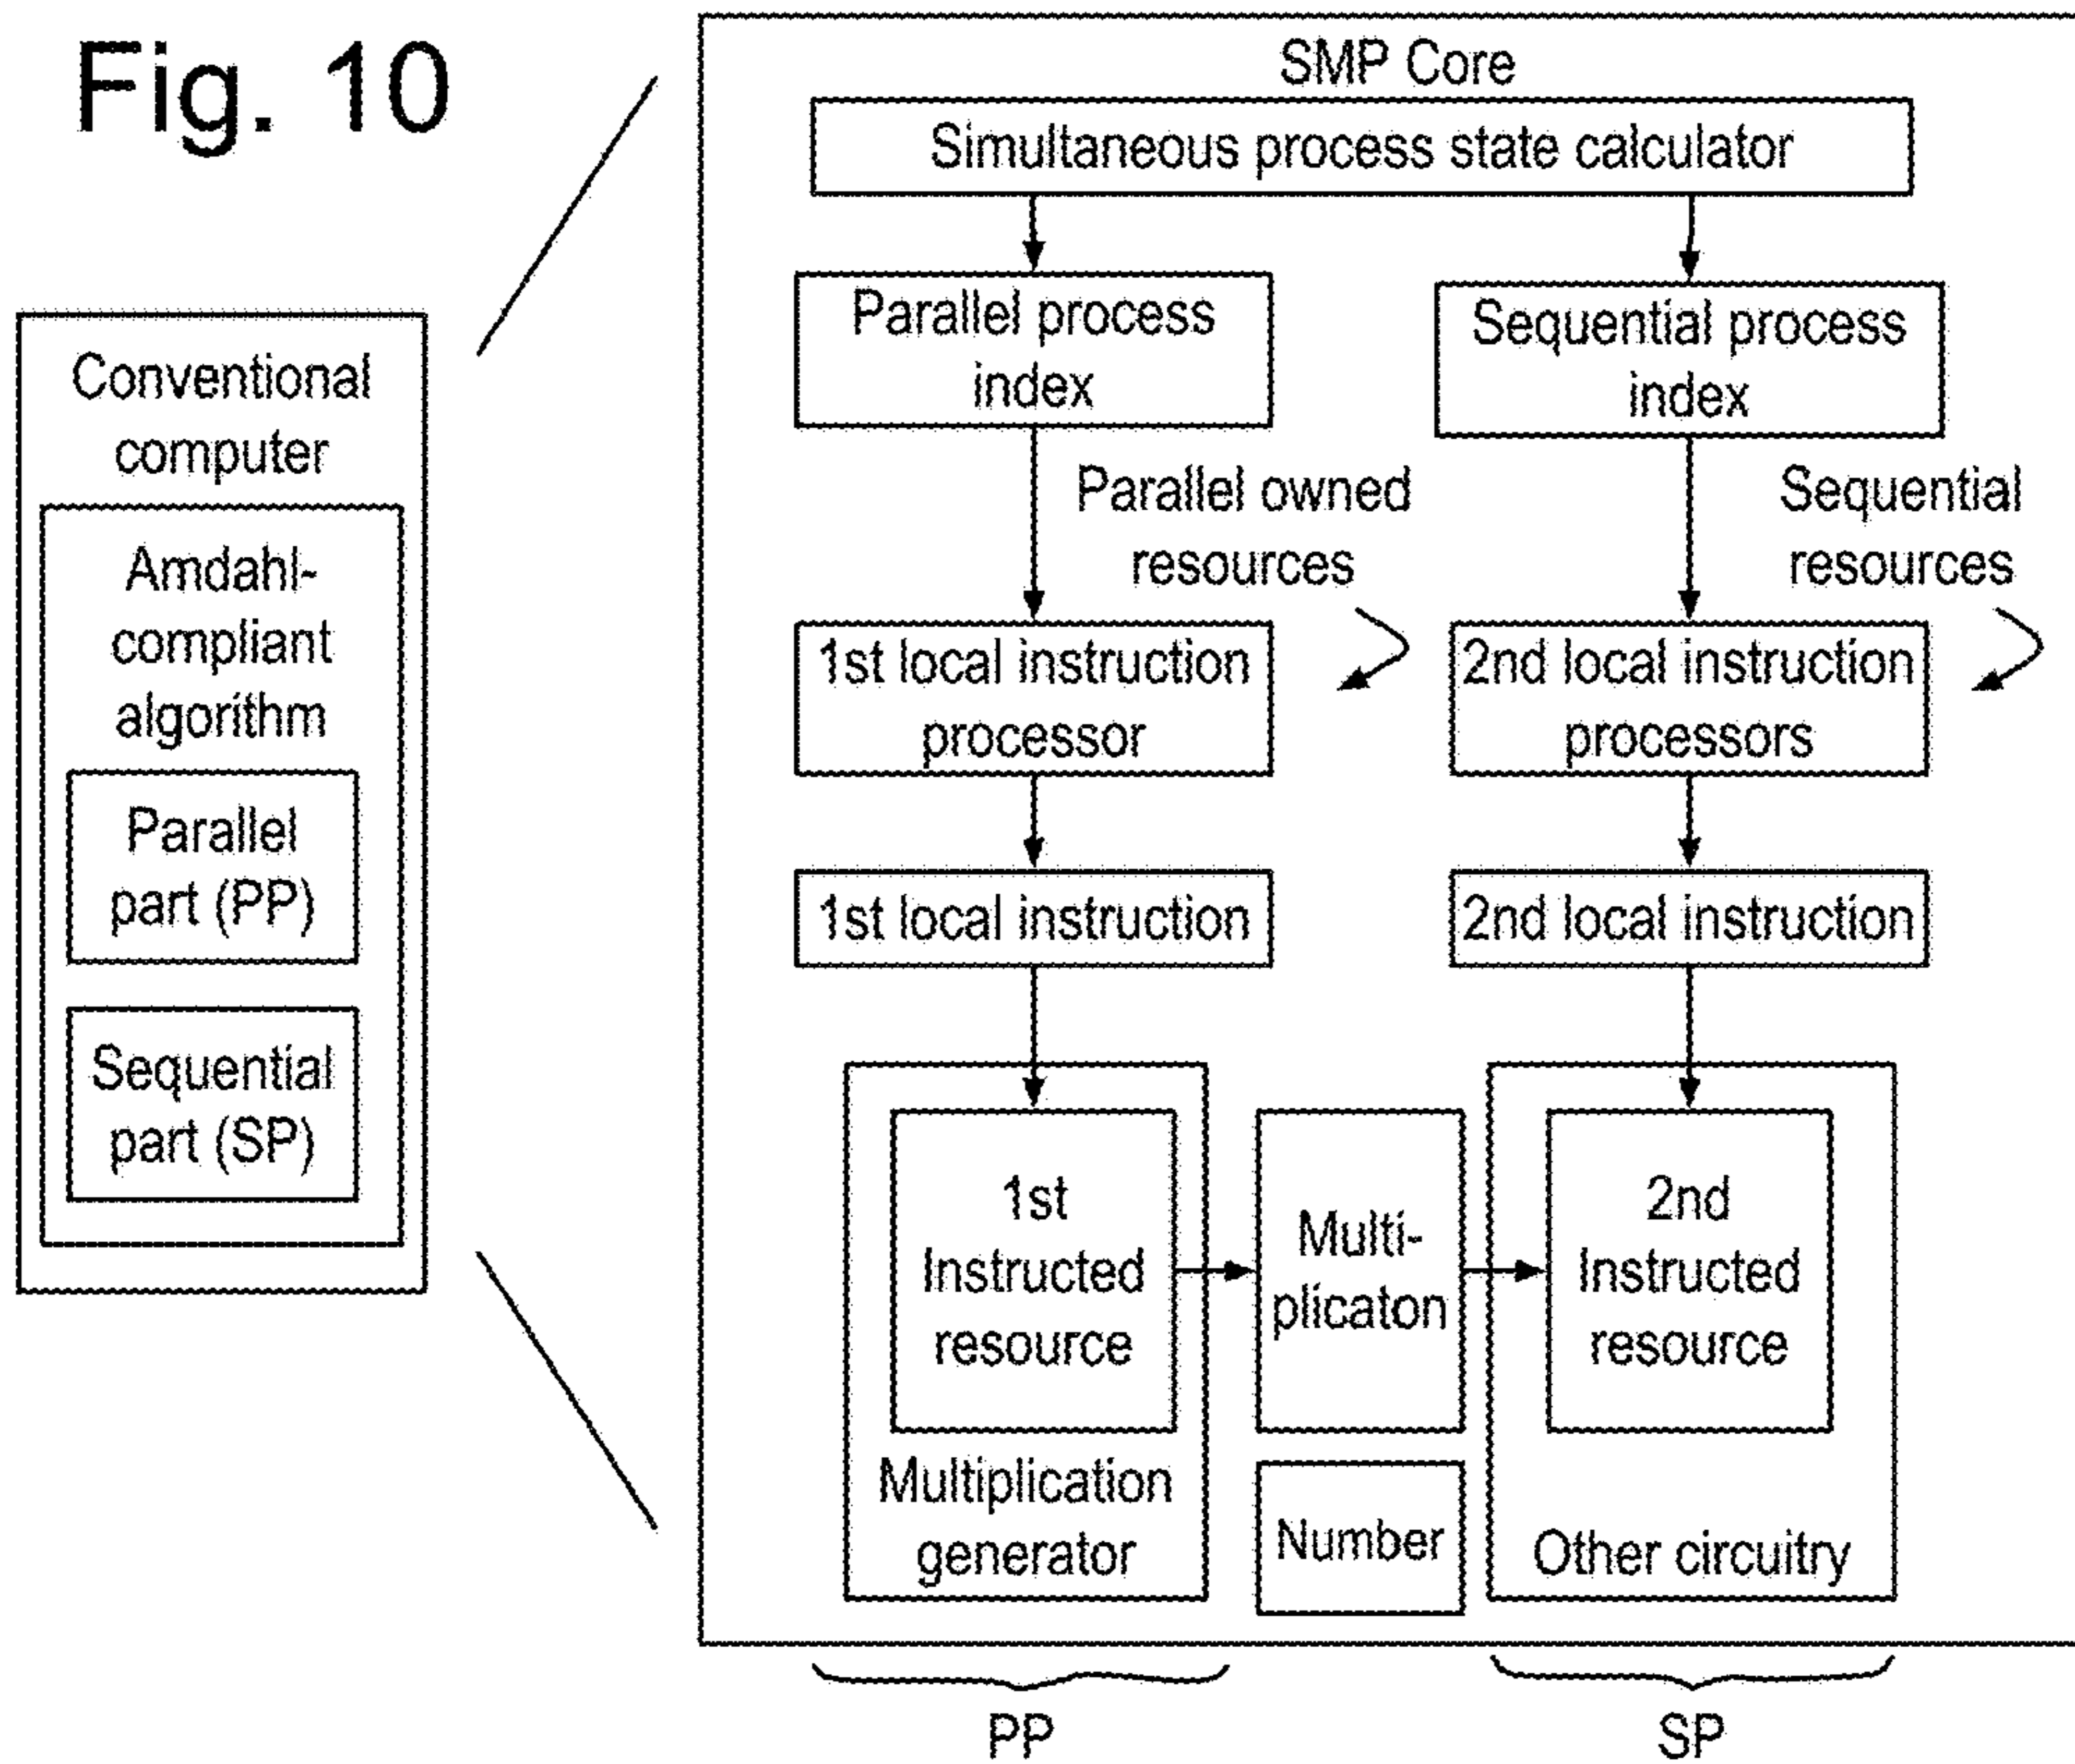 Fig. 10
Conventional
computer
Amdahl-
compliant
algorithm
Parallel
part (PP)
Sequential
part (SP)
SMP Core
Simultaneous process state calculator
Parallel process
index
Sequential process
index
Parallel owned
resources
Sequential
resources
1st local instruction
processor
2nd local instruction
processors
1st local instruction
2nd local instruction
1st
Instructed
resource
Multiplication
generator
Multi-
plicaton
Number
2nd
Instructed
resource
Other circuitry
PP
SP